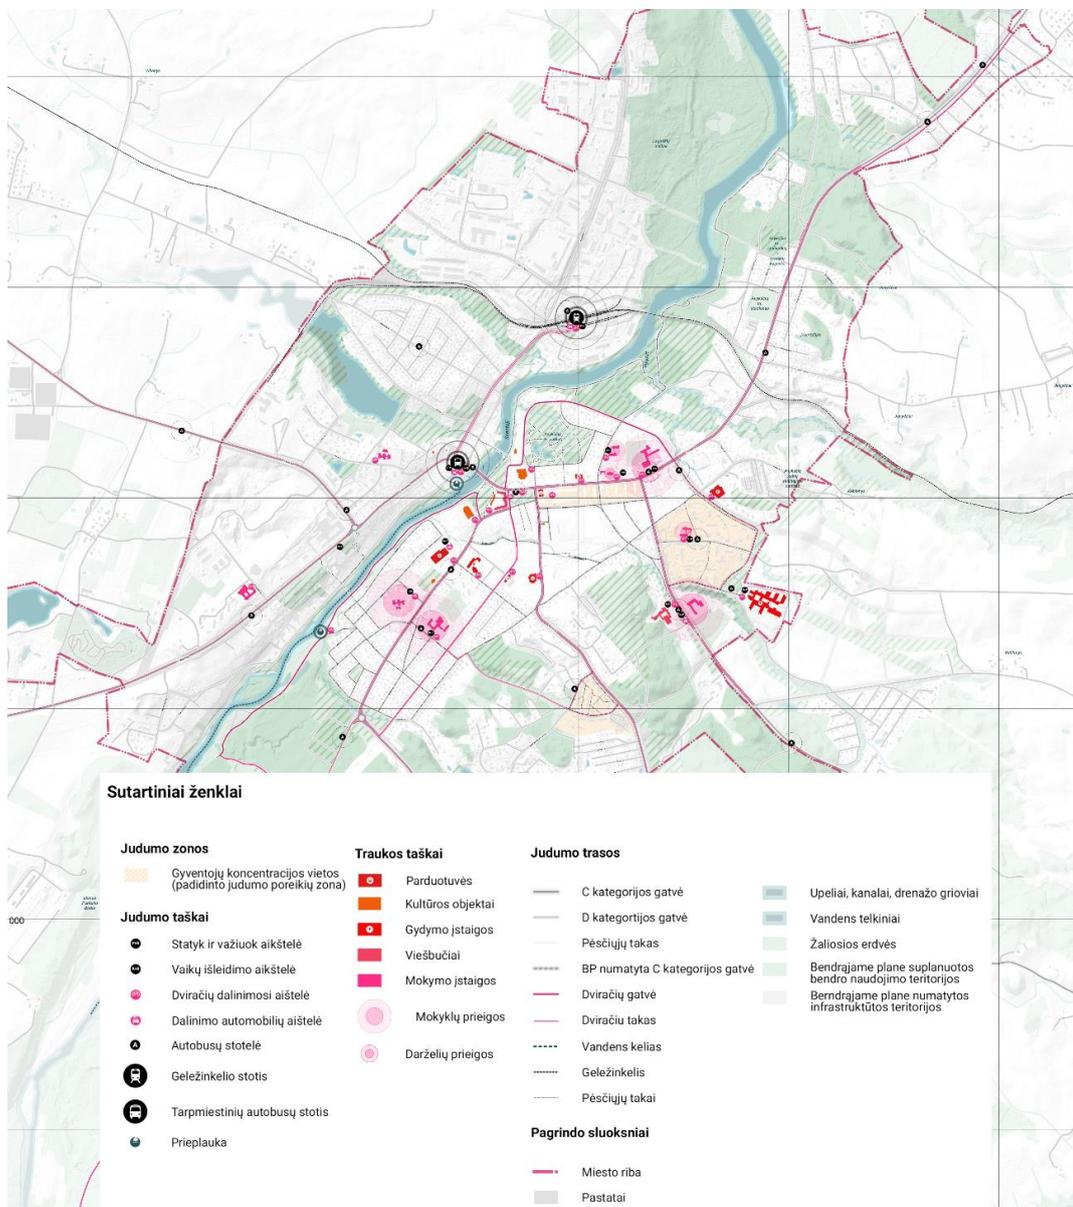 Šventoji
Sutartiniai ženklai
Judumo zonos
Gyventojų koncentracijos vietos
(padidinto judumo poreikių zona)
Judumo taškai
Statyk ir važiuok aikštelė
Vaikų išleidimo aikštelė
Dviračių dalinimosi aištelė
Dalinimo automobilių aištelė
Autobusų stotelė
Geležinkelio stotis
Tarpmiestinių autobusų stotis
Prieplauka
Traukos taškai
Parduotuvės
Kultūros objektai
Gydymo įstaigos
Viešbučiai
Mokymo įstaigos
Mokyklų prieigos
Darželių prieigos
Judumo trasos
C kategorijos gatvė
D kategortijos gatvė
Pėsčiųjų takas
BP numatyta C kategorijos gatvė
Dviračių gatvė
Dviračiu takas
Vandens kelias
Geležinkelis
Pėsčiųjų takai
Pagrindo sluoksniai
Miesto riba
Pastatai
Upeliai, kanalai, drenažo grioviai
Vandens telkiniai
Žaliosios erdvės
Bendrąjame plane suplanuotos
bendro naudojimo teritorijos
Berndrąjame plane numatytos
infrastruktūtos teritorijos
000